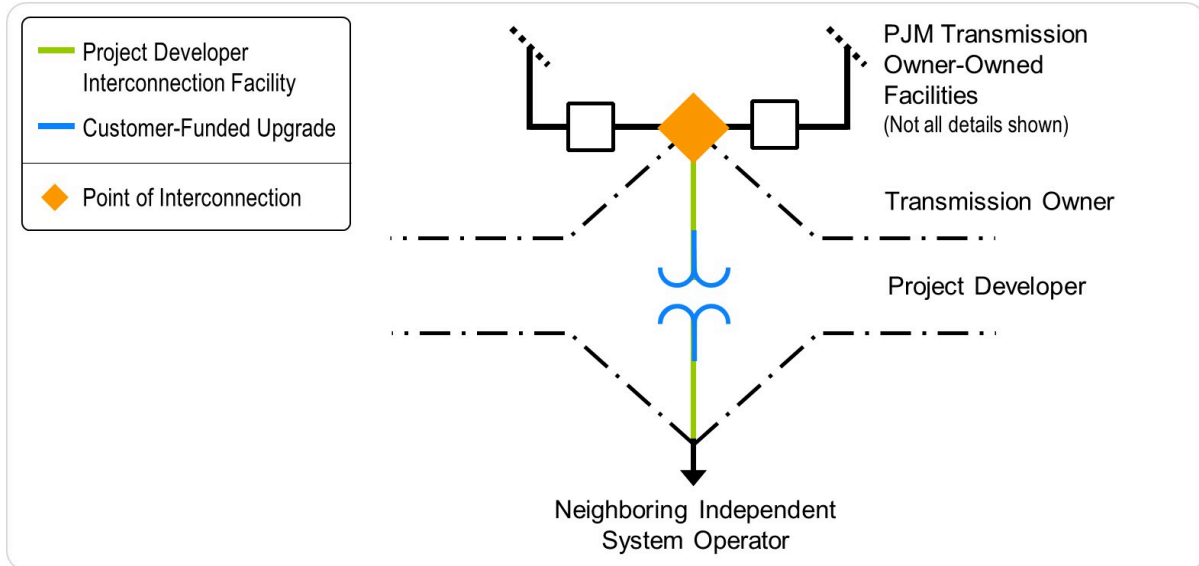 Project Developer
Interconnection Facility
Customer-Funded Upgrade
Point of Interconnection
PJM Transmission
Owner-Owned
Facilities
(Not all details shown)
Transmission Owner
Project Developer
Neighboring Independent
System Operator